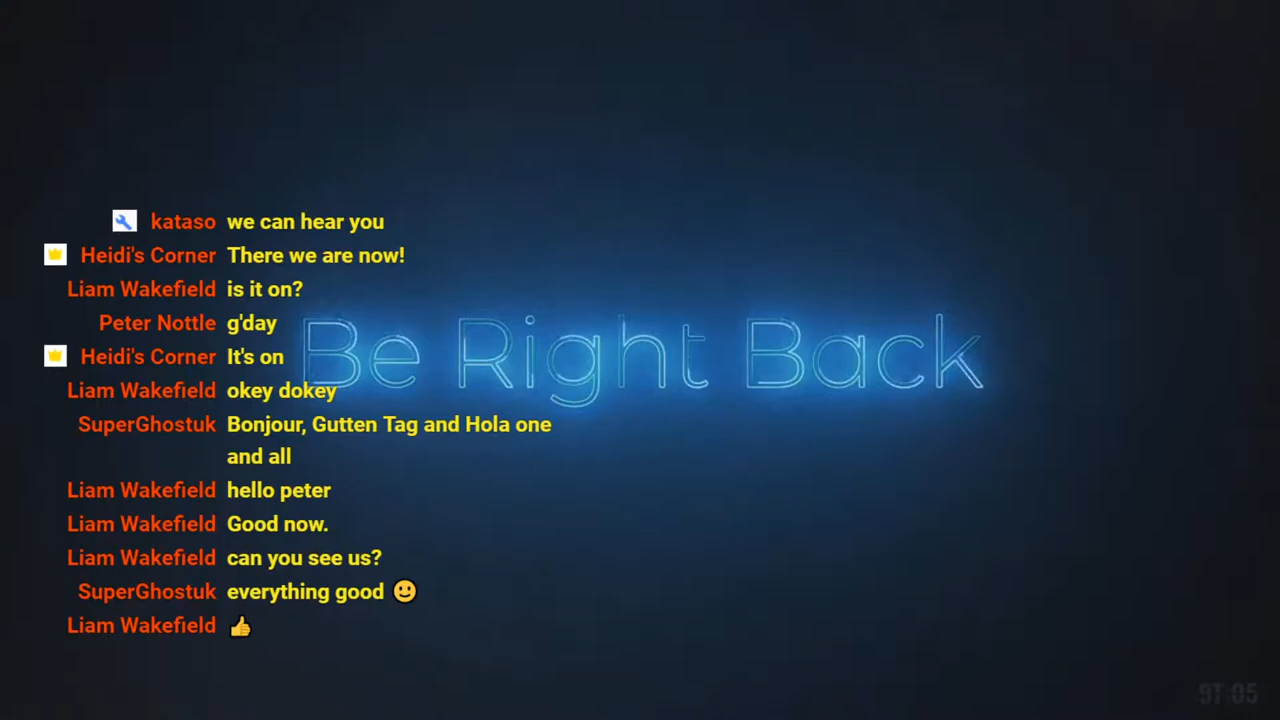 kataso we can hear you
Heidi's Corner There we are now!
Liam Wakefield is it on?
Peter Nottle g'day
Heidi's Corner It's on
Be Right Back
Liam Wakefield okey dokey
SuperGhostuk Bonjour, Gutten Tag and Hola one
and all
Liam Wakefield hello peter
Liam Wakefield Good now.
Liam Wakefield can you see us?
SuperGhostuk everything good 🙂
Liam Wakefield 👍